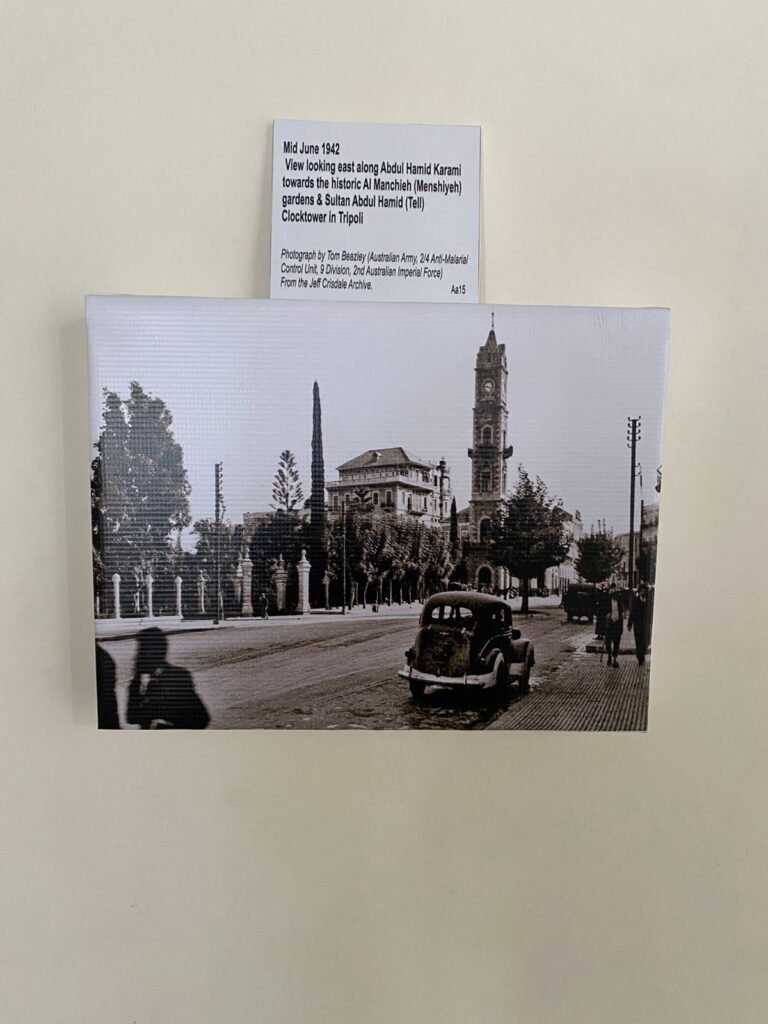 Mid June 1942
View looking east along Abdul Hamid Karami
towards the historic Al Manchieh (Menshiyeh)
gardens & Sultan Abdul Hamid (Tell)
Clocktower in Tripoli
Photograph by Tom Beazley (Australian Army, 2/4 Anti-Malarial
Control Unit, 9 Division, 2nd Australian Imperial Force)
From the Jeff Crisdale Archive.
Aa15